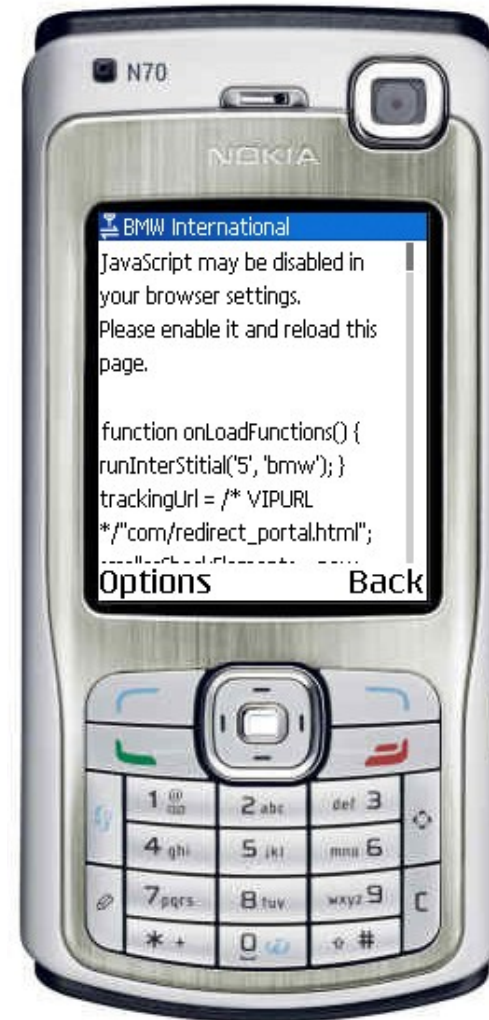 N70
NOKIA
BMW International
JavaScript may be disabled in
your browser settings.
Please enable it and reload this
page.
function onLoadFunctions() {
runInterStitial('5', 'bmw'); }
trackingUrl = /* VIPURL
*/"com/redirect_portal.html";
Options
Back
1 @
2 abc
def 3
4 ghi
5 jkl
mno 6
7 pqrs
8 tuv
wxyz 9
C
* +
0
#